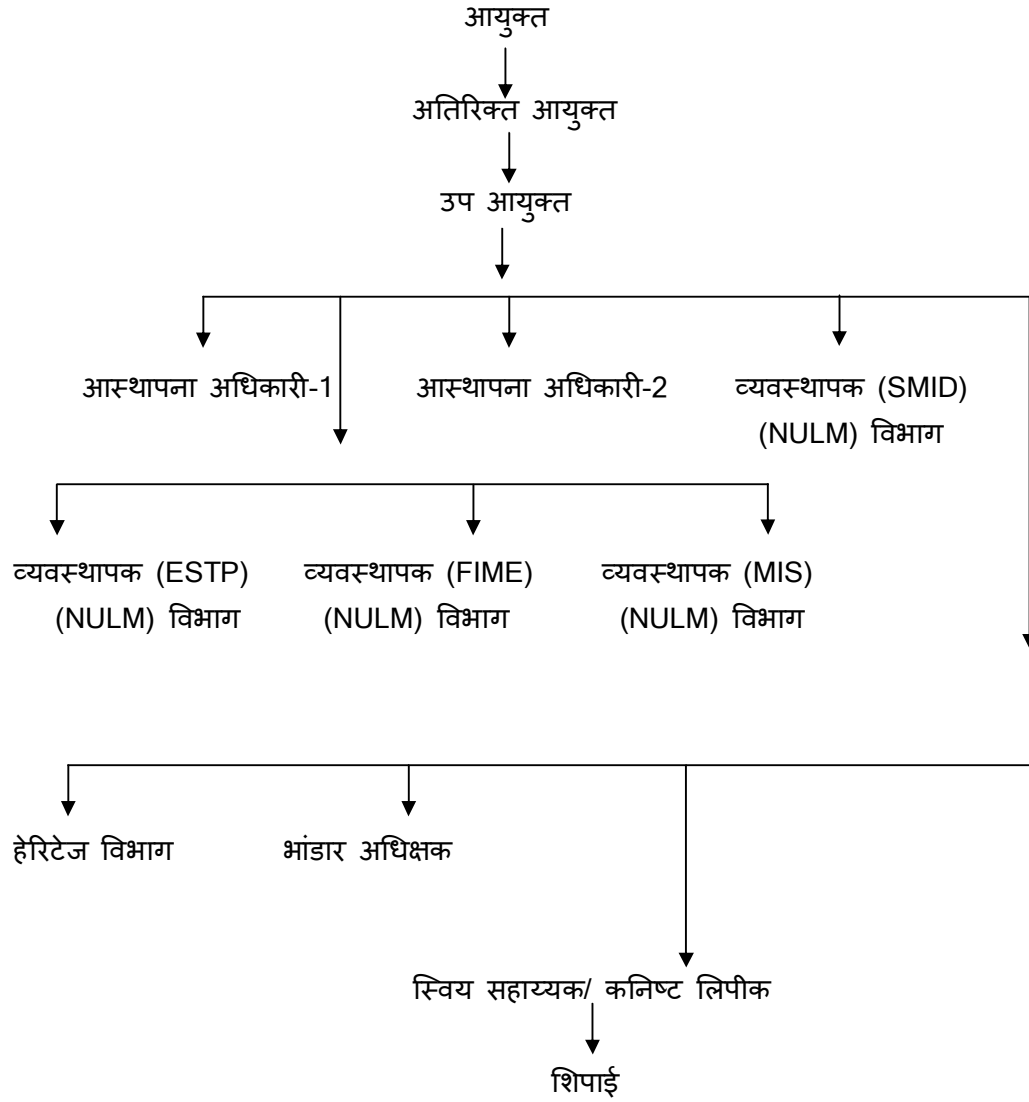 आयुक्त
अतिरिक्त आयुक्त
उप आयुक्त
आस्थापना अधिकारी-1 आस्थापना अधिकारी-2 व्यवस्थापक (SMID)
(NULM) विभाग
व्यवस्थापक (ESTP) व्यवस्थापक (FIME) व्यवस्थापक (MIS)
(NULM) विभाग (NULM) विभाग (NULM) विभाग
हेरिटेज विभाग भांडार अधिक्षक
स्विय सहाय्यक/ कनिष्ट लिपीक
शिपाई